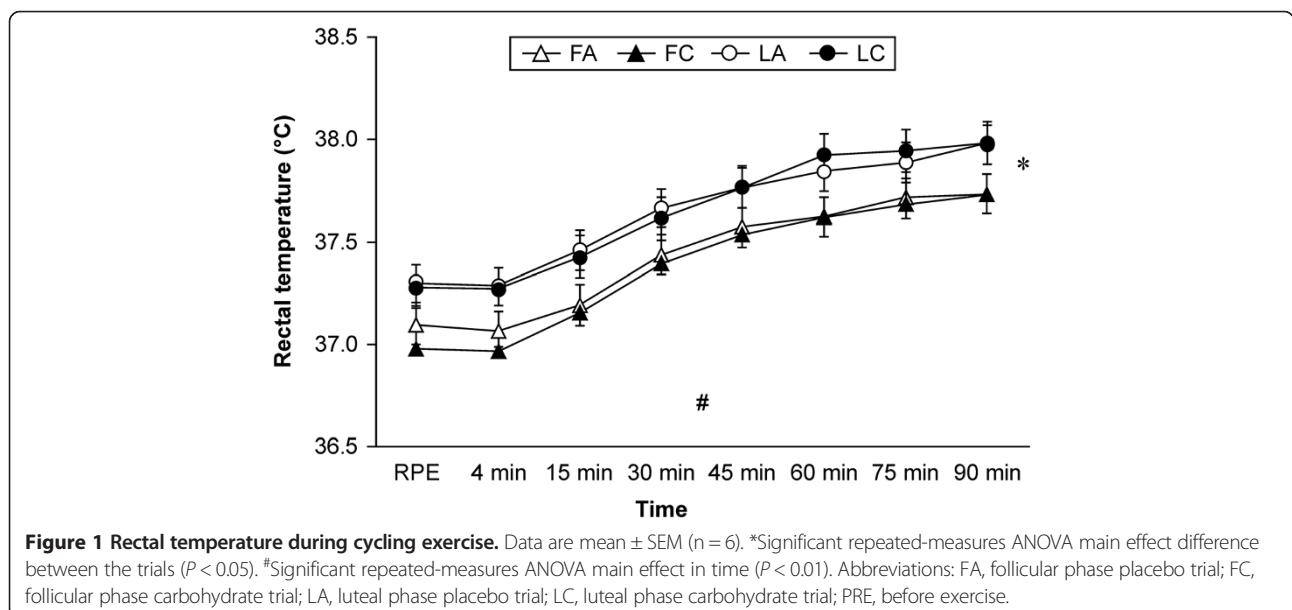 38.5
FA FC LA LC
38.0
*
37.5
37.0
#
36.5
Rectal temperature (°C)
RPE 4 min 15 min 30 min 45 min 60 min 75 min 90 min
Time
Figure 1 Rectal temperature during cycling exercise. Data are mean ± SEM (n = 6). *Significant repeated-measures ANOVA main effect difference
between the trials (P < 0.05). #Significant repeated-measures ANOVA main effect in time (P < 0.01). Abbreviations: FA, follicular phase placebo trial; FC,
follicular phase carbohydrate trial; LA, luteal phase placebo trial; LC, luteal phase carbohydrate trial; PRE, before exercise.